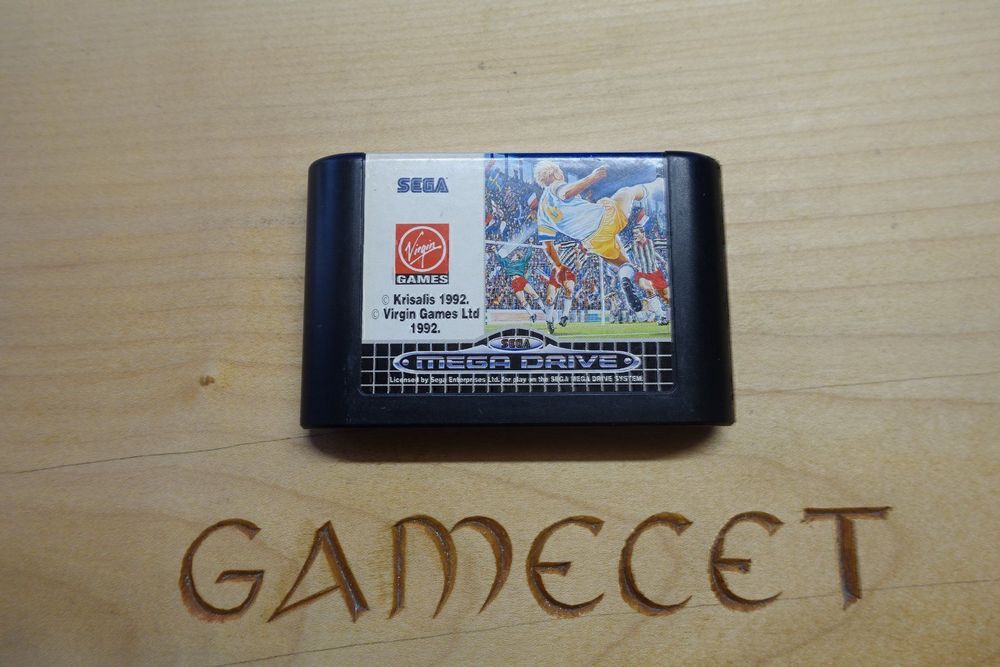 SEGA
Virgin
GAMES
© Krisalis 1992.
© Virgin Games Ltd
1992.
SEGA
MEGA DRIVE
Licensed by Sega Enterprises Ltd. for play on the SEGA MEGA DRIVE SYSTEM.
GAMECET